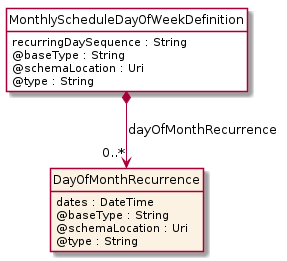 MonthlyScheduleDayOfWeekDefinition
recurringDaySequence : String
@baseType : String
@schemaLocation : Uri
@type : String
dayOfMonthRecurrence
0..*
DayOfMonthRecurrence
dates : DateTime
@baseType : String
@schemaLocation : Uri
@type : String